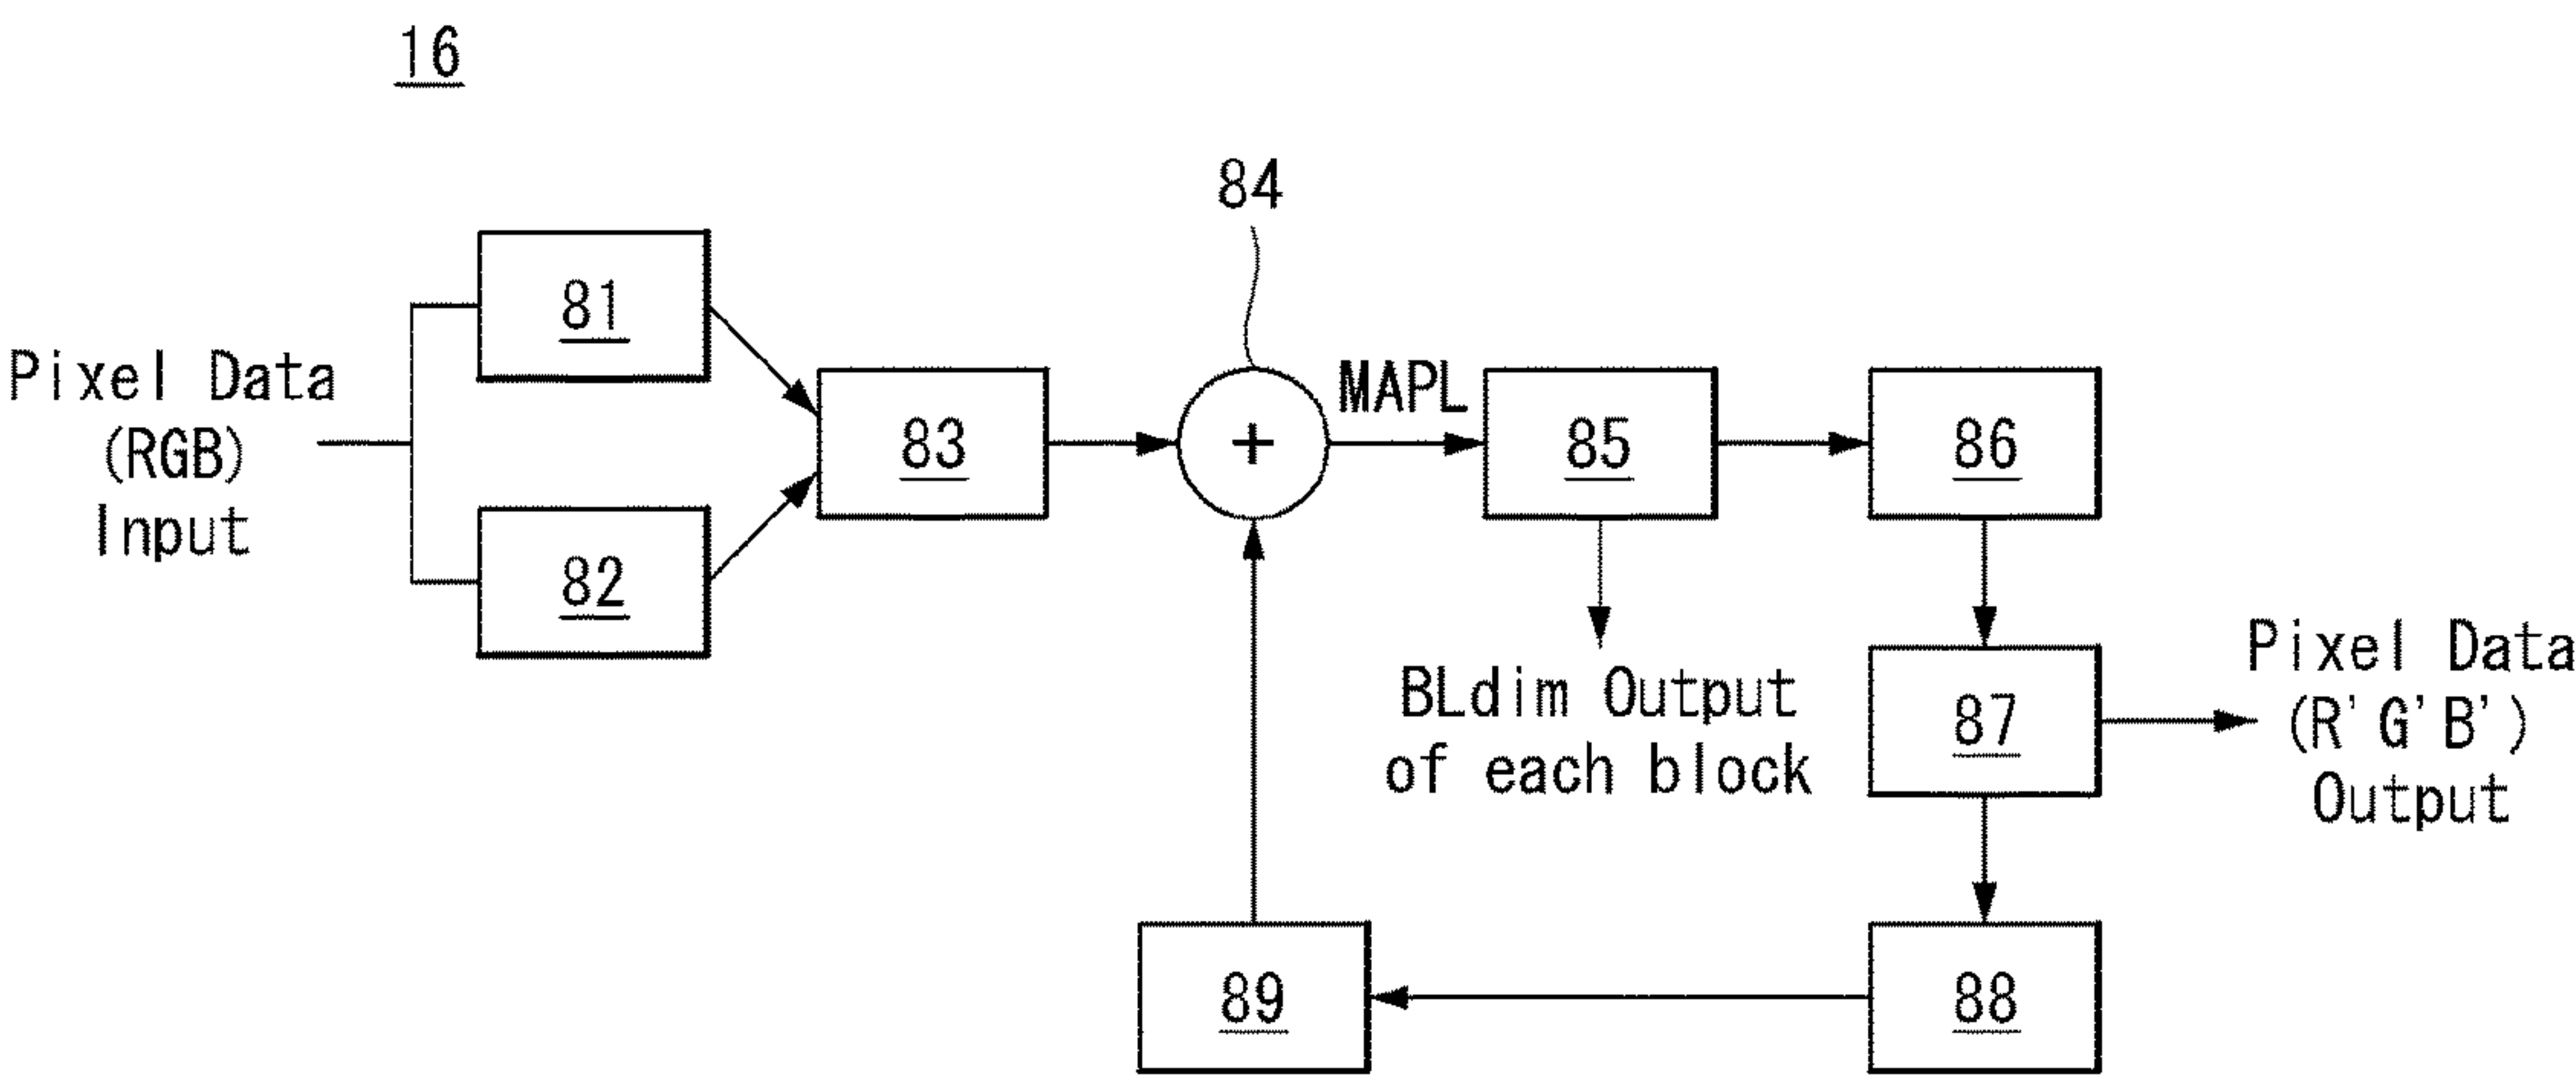 16
84
81
Pixel Data
(RGB)
Input
82
83
+
MAPL
85
86
BLdim Output
of each block
87
Pixel Data
(R'G'B')
Output
89
88